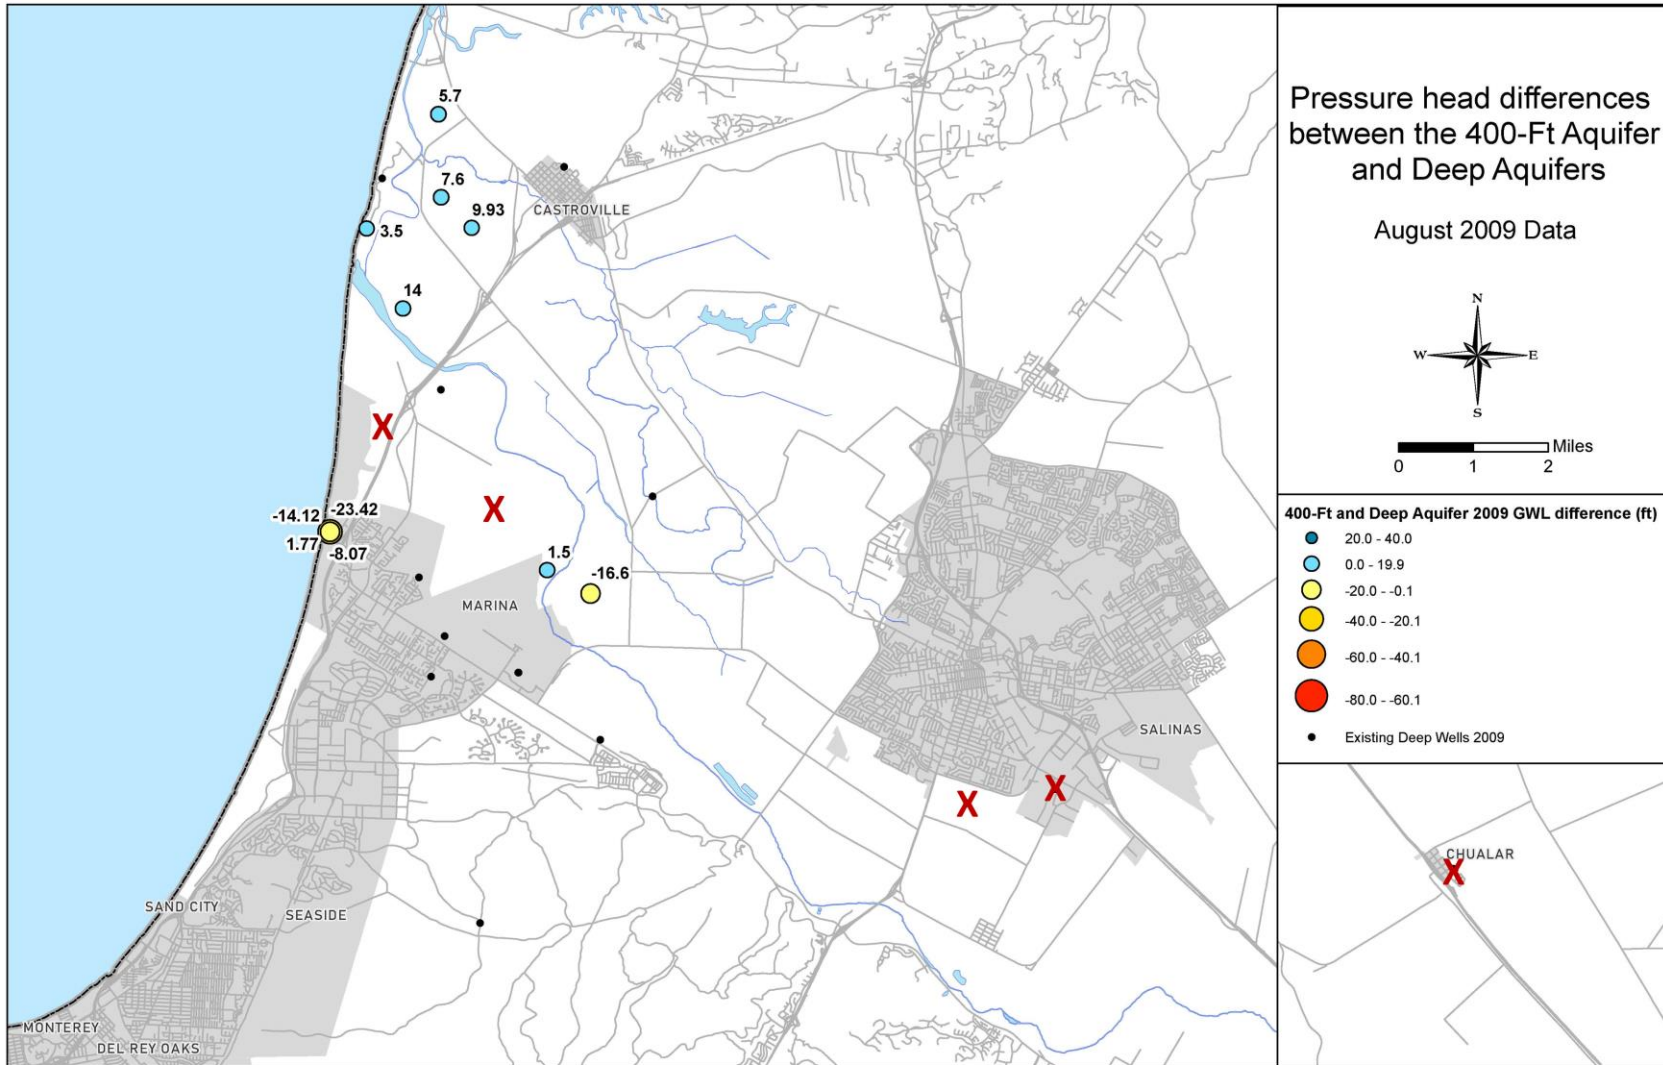 Pressure head differences
between the 400-Ft Aquifer
and Deep Aquifers
August 2009 Data
N
W E
S
Miles
0 1 2
400-Ft and Deep Aquifer 2009 GWL difference (ft)
20.0 - 40.0
0.0 - 19.9
-20.0 - -0.1
-40.0 - -20.1
-60.0 - -40.1
-80.0 - -60.1
Existing Deep Wells 2009
CHUALAR
X
5.7
7.6
9.93
CASTROVILLE
3.5
14
X
X
-14.12 -23.42
1.77 -8.07
1.5
-16.6
MARINA
SALINAS
X
X
SAND CITY
SEASIDE
MONTEREY
DEL REY OAKS